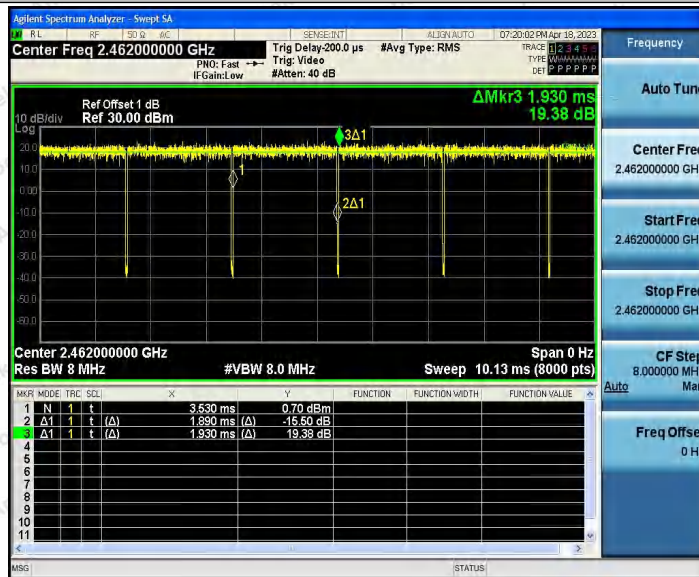 Agilent Spectrum Analyzer - Swept SA
RL RF 50 Ω AC SENSE:INT ALIGN AUTO 07:20:02 PM Apr 18, 2023
Center Freq 2.462000000 GHz
Trig Delay-200.0 µs #Avg Type: RMS
TRACE 1 2 3 4 5 6
PNO: Fast Trig: Video
TYPE WWWWWW
IFGain:Low #Atten: 40 dB
DET P P P P P P
Ref Offset 1 dB
ΔMkr3 1.930 ms
10 dB/div Ref 30.00 dBm
19.38 dB
Log
20.0
10.0
0.00
-10.0
-20.0
-30.0
-40.0
-50.0
-60.0
3Δ1
1
2Δ1
Center 2.462000000 GHz Span 0 Hz
Res BW 8 MHz #VBW 8.0 MHz Sweep 10.13 ms (8000 pts)
MKR MODE TRC SCL X Y FUNCTION FUNCTION WIDTH FUNCTION VALUE
1 N 1 t 3.530 ms 0.70 dBm
2 Δ1 1 t (Δ) 1.890 ms (Δ) -15.50 dB
3 Δ1 1 t (Δ) 1.930 ms (Δ) 19.38 dB
4
5
6
7
8
9
10
11
MSG STATUS
Frequency
Auto Tun
Center Fre
2.462000000 GH
Start Fre
2.462000000 GH
Stop Fre
2.462000000 GH
CF Step
8.000000 MH
Auto Ma
Freq Offse
0 H